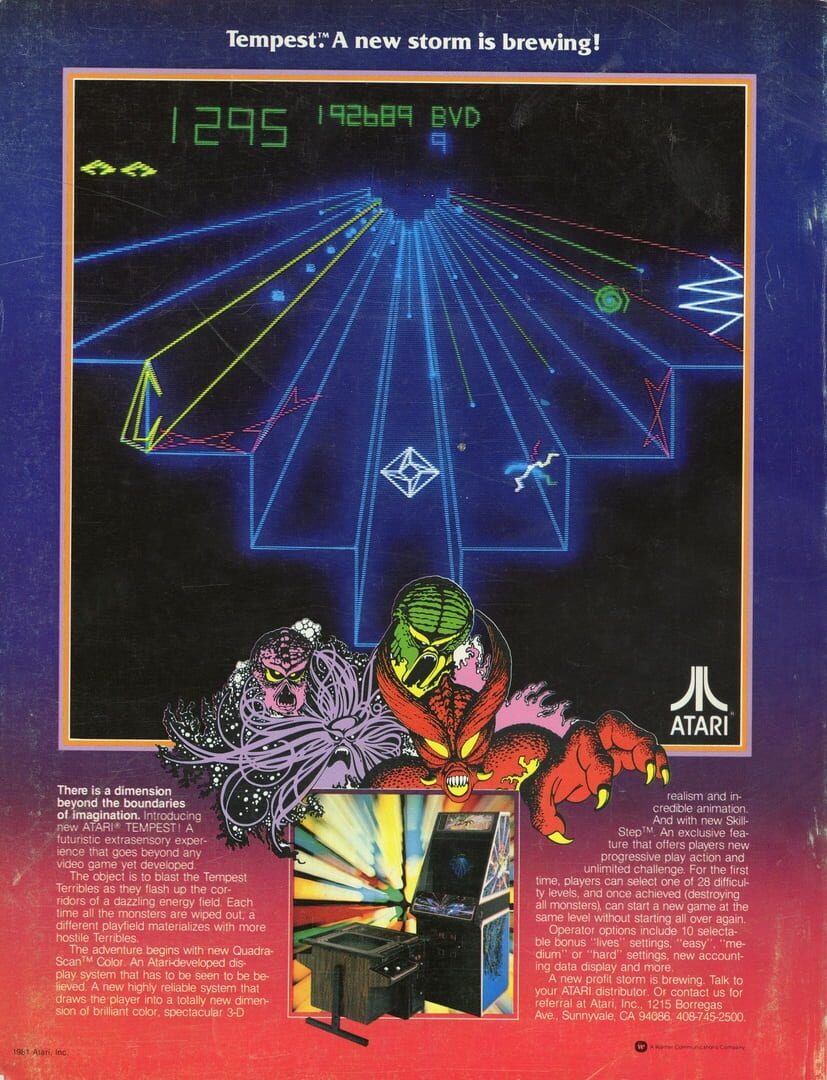 Tempest.™ A new storm is brewing!
1295 192689 BVD
9
ATARI®
There is a dimension
beyond the boundaries
of imagination. Introducing
new ATARI® TEMPEST! A
futuristic extrasensory exper-
ience that goes beyond any
video game yet developed.
The object is to blast the Tempest
Terribles as they flash up the cor-
ridors of a dazzling energy field. Each
time all the monsters are wiped out, a
different playfield materializes with more
hostile Terribles.
The adventure begins with new Quadra-
Scan™ Color. An Atari-developed dis-
play system that has to be seen to be be-
lieved. A new highly reliable system that
draws the player into a totally new dimen-
sion of brilliant color, spectacular 3-D
realism and in-
credible animation.
And with new Skill-
Step™. An exclusive fea-
ture that offers players new
progressive play action and
unlimited challenge. For the first
time, players can select one of 28 difficul-
ty levels, and once achieved (destroying
all monsters), can start a new game at the
same level without starting all over again.
Operator options include 10 selecta-
ble bonus "lives" settings, "easy", "me-
dium" or "hard" settings, new account-
ing data display and more.
A new profit storm is brewing. Talk to
your ATARI distributor. Or contact us for
referral at Atari, Inc., 1215 Borregas
Ave., Sunnyvale, CA 94086. 408-745-2500.
1981 Atari, Inc.
A Warner Communications Company